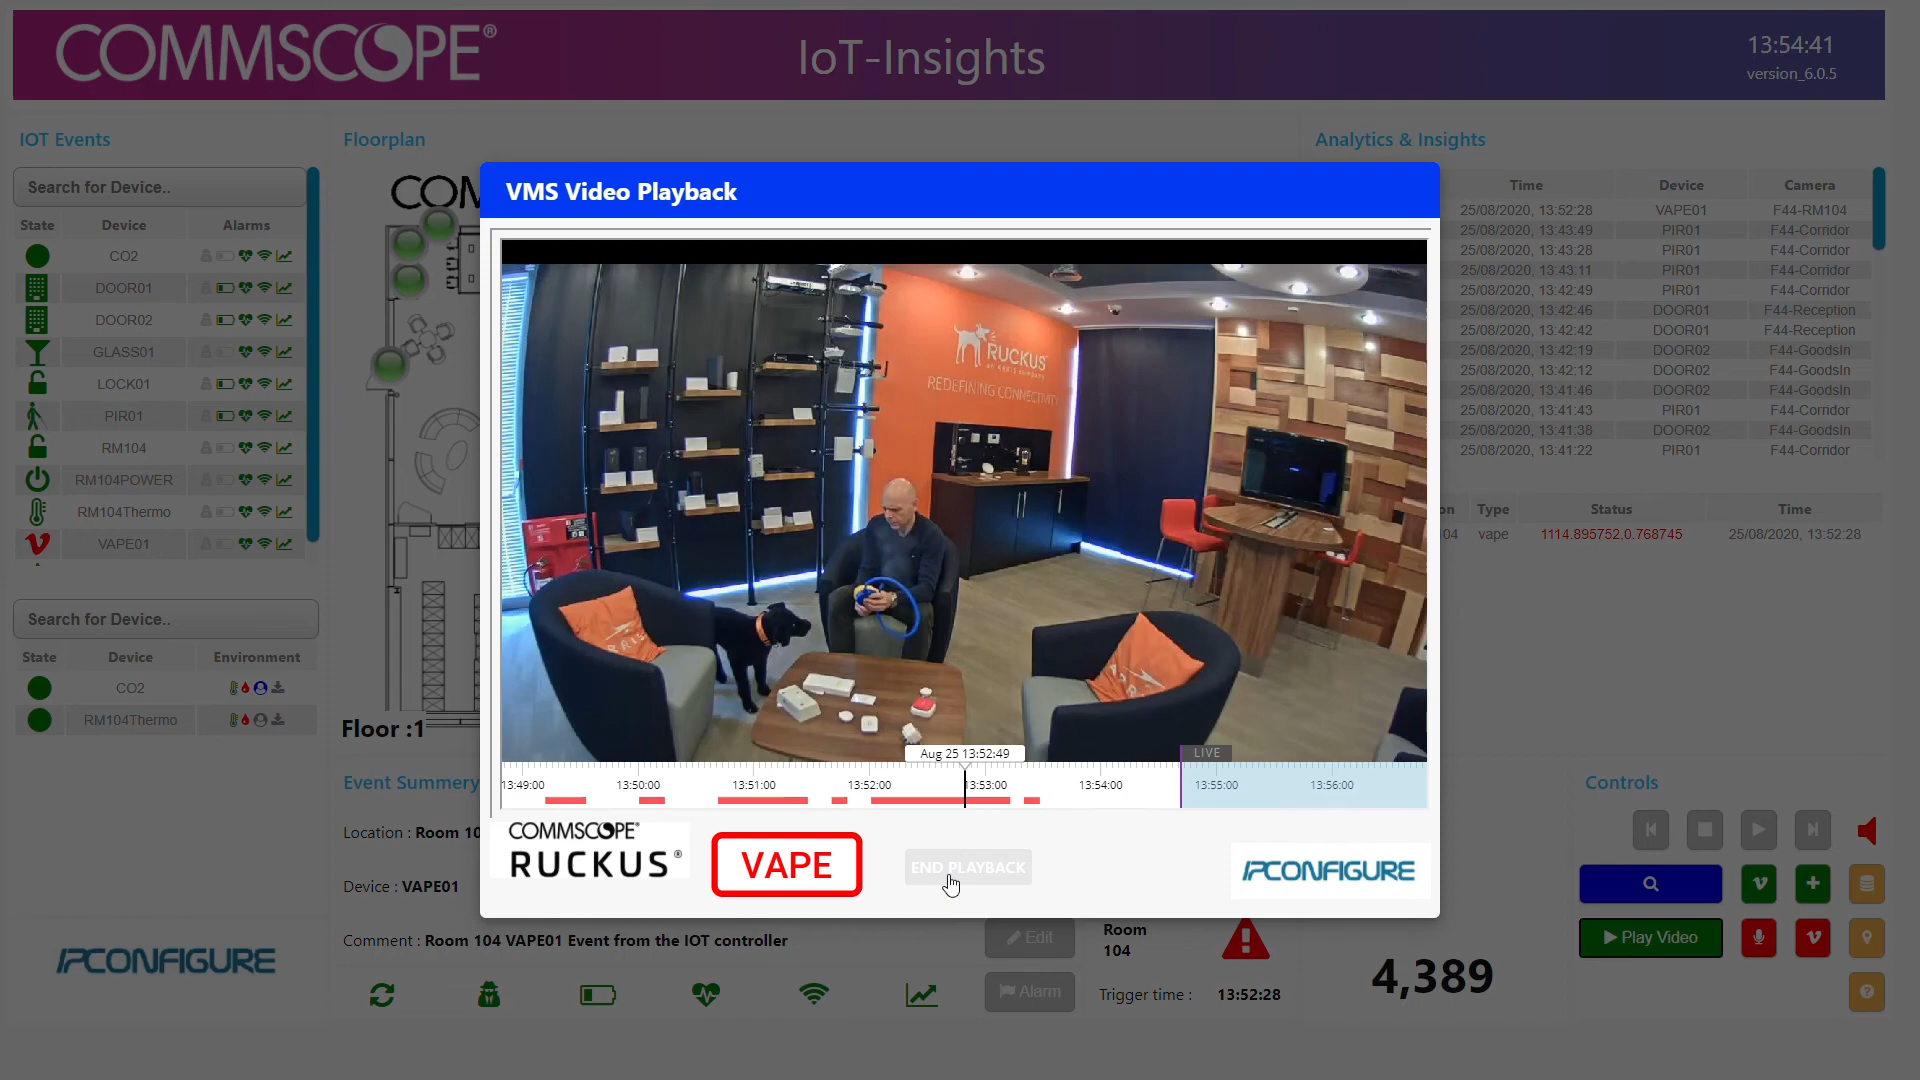 COMMSCOPE®
IoT-Insights
13:54:41
version_6.0.5
IOT Events
Search for Device..
State Device Alarms
CO2
DOOR01
DOOR02
GLASS01
LOCK01
PIR01
RM104
RM104POWER
RM104Thermo
VAPE01
Search for Device..
State Device Environment
CO2
RM104Thermo
IPCONFIGURE
Floorplan
COM
Floor :1
VMS Video Playback
RUCKUS
REDEFINING CONNECTIVITY
Aug 25 13:52:49
LIVE
13:49:00 13:50:00 13:51:00 13:52:00 13:53:00 13:54:00 13:55:00 13:56:00
COMMSCOPE®
RUCKUS®
VAPE
END PLAYBACK
IPCONFIGURE
Event Summery
Location : Room 10
Device : VAPE01
Comment : Room 104 VAPE01 Event from the IOT controller
Edit
Alarm
Room
104
Trigger time : 13:52:28
Analytics & Insights
Time Device Camera
25/08/2020, 13:52:28 VAPE01 F44-RM104
25/08/2020, 13:43:49 PIR01 F44-Corridor
25/08/2020, 13:43:28 PIR01 F44-Corridor
25/08/2020, 13:43:11 PIR01 F44-Corridor
25/08/2020, 13:42:49 PIR01 F44-Corridor
25/08/2020, 13:42:46 DOOR01 F44-Reception
25/08/2020, 13:42:42 DOOR01 F44-Reception
25/08/2020, 13:42:19 DOOR02 F44-GoodsIn
25/08/2020, 13:42:12 DOOR02 F44-GoodsIn
25/08/2020, 13:41:46 DOOR02 F44-GoodsIn
25/08/2020, 13:41:43 PIR01 F44-Corridor
25/08/2020, 13:41:38 DOOR02 F44-GoodsIn
25/08/2020, 13:41:22 PIR01 F44-Corridor
on Type Status Time
04 vape 1114.895752,0.768745 25/08/2020, 13:52:28
4,389
Controls
Play Video